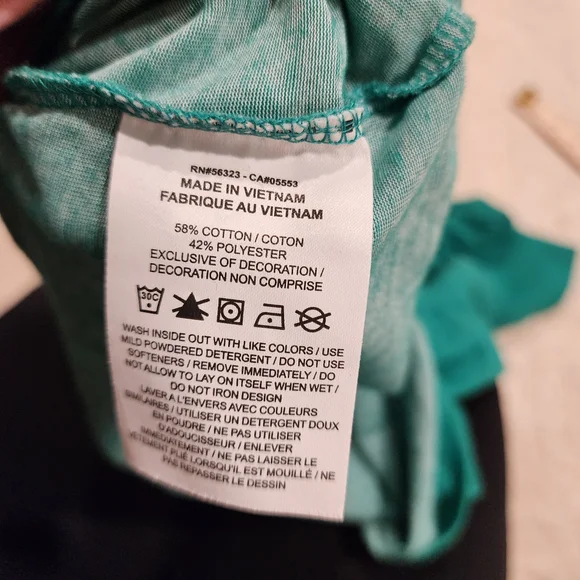 RN#56323 - CA#05553
MADE IN VIETNAM
FABRIQUE AU VIETNAM
58% COTTON / COTON
42% POLYESTER
EXCLUSIVE OF DECORATION /
DECORATION NON COMPRISE
30C
WASH INSIDE OUT WITH LIKE COLORS / USE
MILD POWDERED DETERGENT / DO NOT USE
SOFTENERS / REMOVE IMMEDIATELY / DO
NOT ALLOW TO LAY ON ITSELF WHEN WET /
DO NOT IRON DESIGN
LAVER A L'ENVERS AVEC COULEURS
SIMILAIRES / UTILISER UN DETERGENT DOUX
EN POUDRE / NE PAS UTILISER
D'ADOUCISSEUR / ENLEVER
IMMEDIATEMENT / NE PAS LAISSER LE
VETEMENT PLIE LORSQU'IL EST MOUILLÉ / NE
PAS REPASSER LE DESSIN